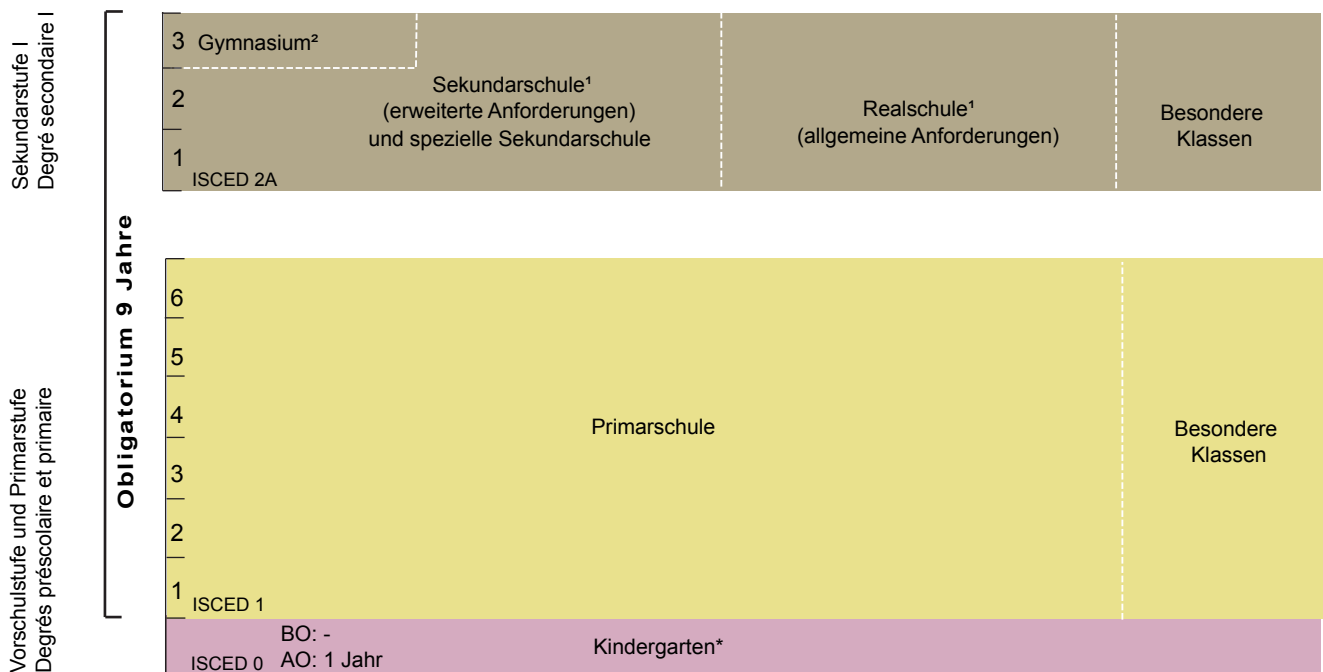 Sekundarstufe I
Degré secondaire I
3 Gymnasium²
2
1
ISCED 2A
Sekundarschule¹
(erweiterte Anforderungen)
und spezielle Sekundarschule
Realschule¹
(allgemeine Anforderungen)
Besondere
Klassen
Obligatorium 9 Jahre
Vorschulstufe und Primarstufe
Degrés préscolaire et primaire
6
5
4
3
2
1
ISCED 1
Primarschule
Besondere
Klassen
ISCED 0
BO: -
AO: 1 Jahr
Kindergarten*